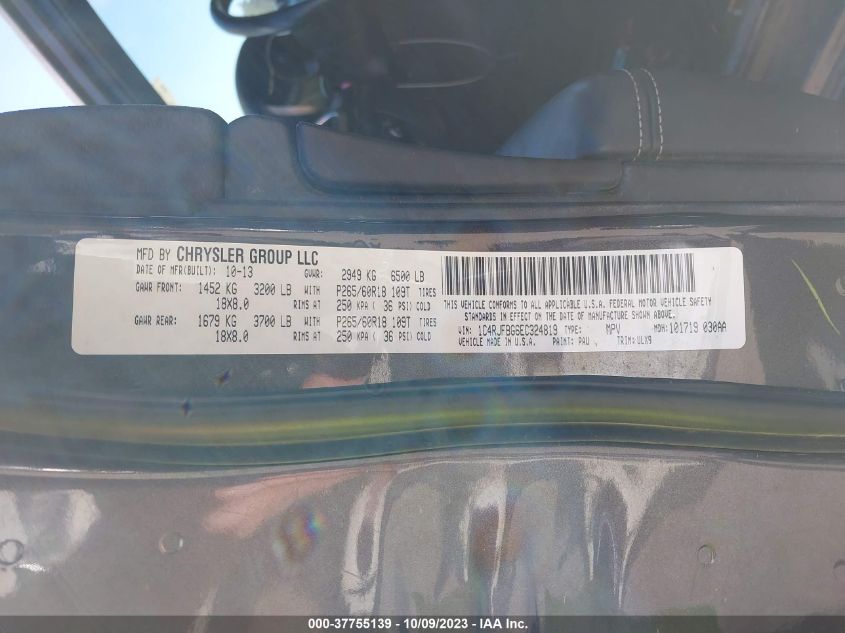 MFD BY CHRYSLER GROUP LLC
DATE OF MFR(BUILT): 10-13 GVWR: 2949 KG 6500 LB
GAWR FRONT: 1452 KG 3200 LB WITH P265/60R18 109T TIRES
18X8.0 RIMS AT 250 KPA ( 36 PSI) COLD
GAWR REAR: 1679 KG 3700 LB WITH P265/60R18 109T TIRES
18X8.0 RIMS AT 250 KPA ( 36 PSI) COLD
THIS VEHICLE CONFORMS TO ALL APPLICABLE U.S.A. FEDERAL MOTOR VEHICLE SAFETY
STANDARDS IN EFFECT ON THE DATE OF MANUFACTURE SHOWN ABOVE.
VIN: 1C4RJFBG6EC324819 TYPE: MPV MDH: 101719 030AA
VEHICLE MADE IN U.S.A. PAINT: PAU TRIM: ULX9
000-37755139 - 10/09/2023 - IAA Inc.